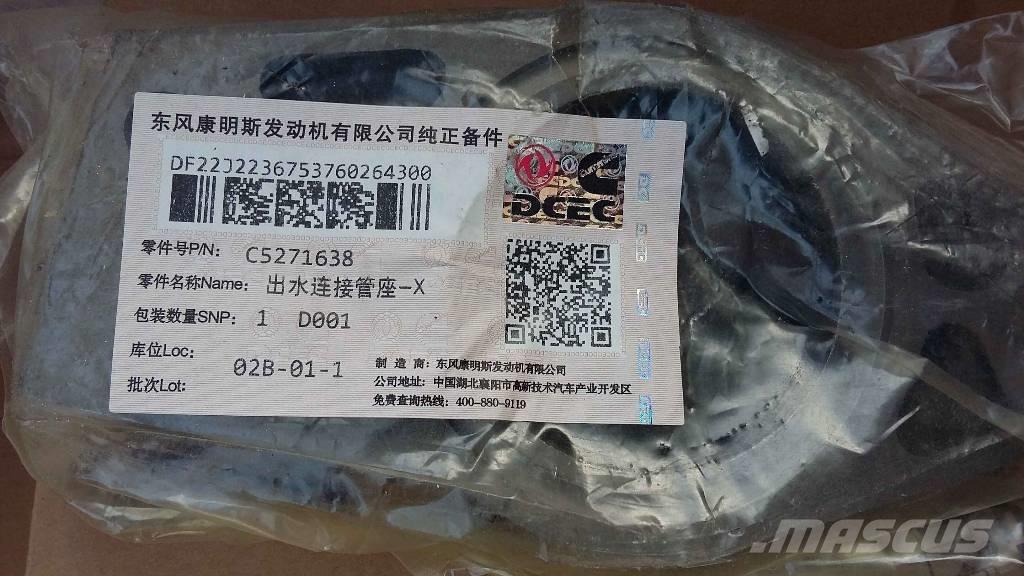 东风康明斯发动机有限公司纯正备件
DF22J2236753760264300
DCEC
零件号P/N: C5271638
零件名称Name: 出水连接管座-X
包装数量SNP: 1 D001
库位Loc: 02B-01-1
批次Lot:
制造商: 东风康明斯发动机有限公司
公司地址: 中国湖北襄阳市高新技术汽车产业开发区
免费查询热线: 400-880-9119
MASCUS